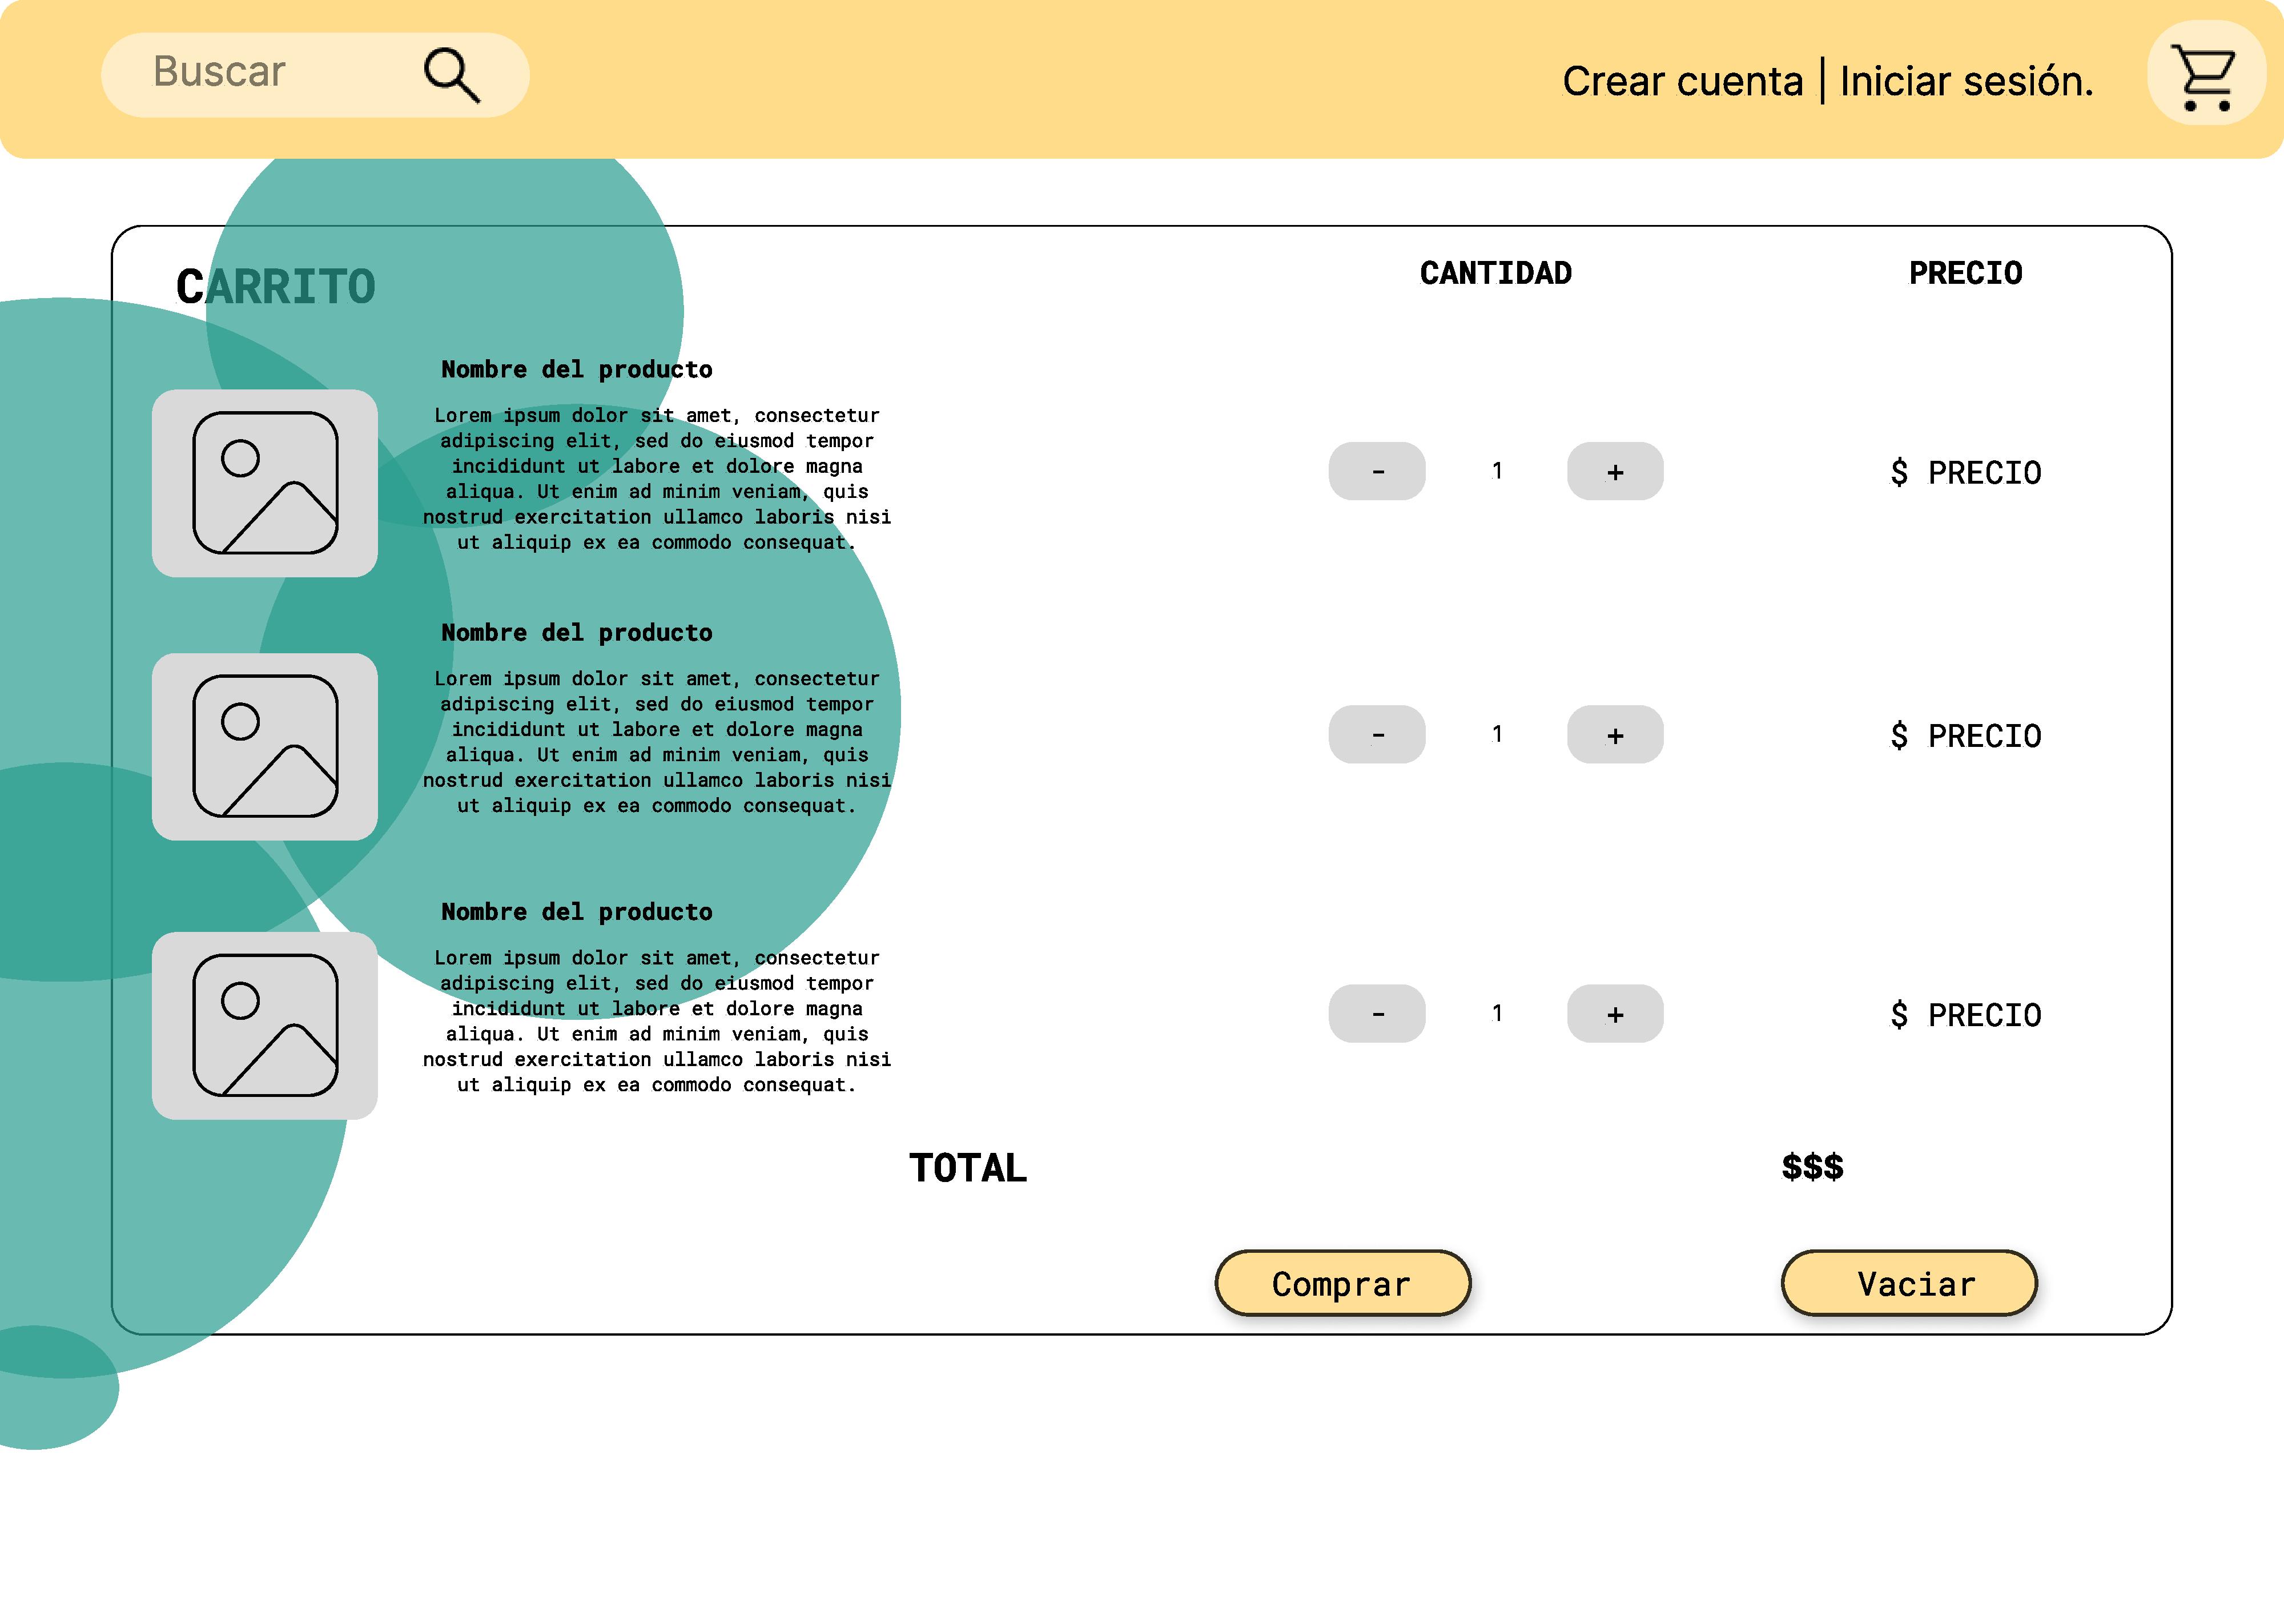 Buscar
Crear cuenta | Iniciar sesión.
CARRITO
CANTIDAD
PRECIO
Nombre del producto
Lorem ipsum dolor sit amet, consectetur
adipiscing elit, sed do eiusmod tempor
incididunt ut labore et dolore magna
aliqua. Ut enim ad minim veniam, quis
nostrud exercitation ullamco laboris nisi
ut aliquip ex ea commodo consequat.
- 1 +
$ PRECIO
Nombre del producto
Lorem ipsum dolor sit amet, consectetur
adipiscing elit, sed do eiusmod tempor
incididunt ut labore et dolore magna
aliqua. Ut enim ad minim veniam, quis
nostrud exercitation ullamco laboris nisi
ut aliquip ex ea commodo consequat.
- 1 +
$ PRECIO
Nombre del producto
Lorem ipsum dolor sit amet, consectetur
adipiscing elit, sed do eiusmod tempor
incididunt ut labore et dolore magna
aliqua. Ut enim ad minim veniam, quis
nostrud exercitation ullamco laboris nisi
ut aliquip ex ea commodo consequat.
- 1 +
$ PRECIO
TOTAL
$$$
Comprar
Vaciar